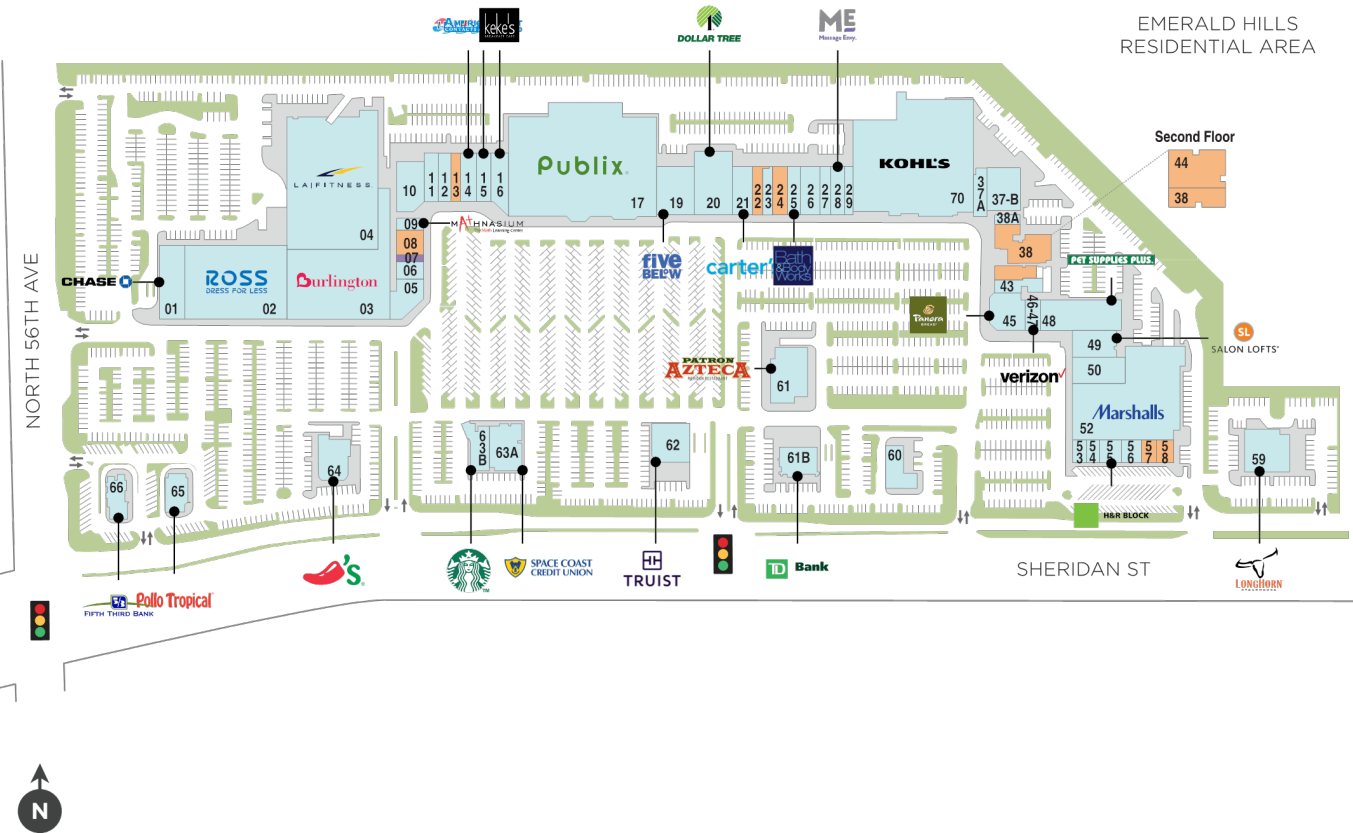 EMERALD HILLS
RESIDENTIAL AREA
keke's
DOLLAR TREE
ME
Massage Envy.
Second Floor
44
38
LA|FITNESS
04
10
11
12
13
14
15
16
Publix
17
19
20
21
22
23
24
25
26
27
28
29
KOHL'S
70
37A
37-B
38A
38
09
MATHNASIUM
The Math Learning Center
08
07
06
05
five
BELOW
carter's
Bath
&Body
Works
PET SUPPLIES PLUS.
43
NORTH 56TH AVE
CHASE
01
ROSS
DRESS FOR LESS
02
Burlington
03
Panera
BREAD
45
46-47
48
SL
SALON LOFTS
49
50
verizon
PATRON
AZTECA
61
Marshalls
52
53
54
56
57
58
59
60
61B
62
63A
63B
64
65
66
H&R BLOCK
'S
SPACE COAST
CREDIT UNION
TRUIST
TD Bank
SHERIDAN ST
LONGHORN
STEAKHOUSE
FIFTH THIRD BANK
Pollo Tropical
N